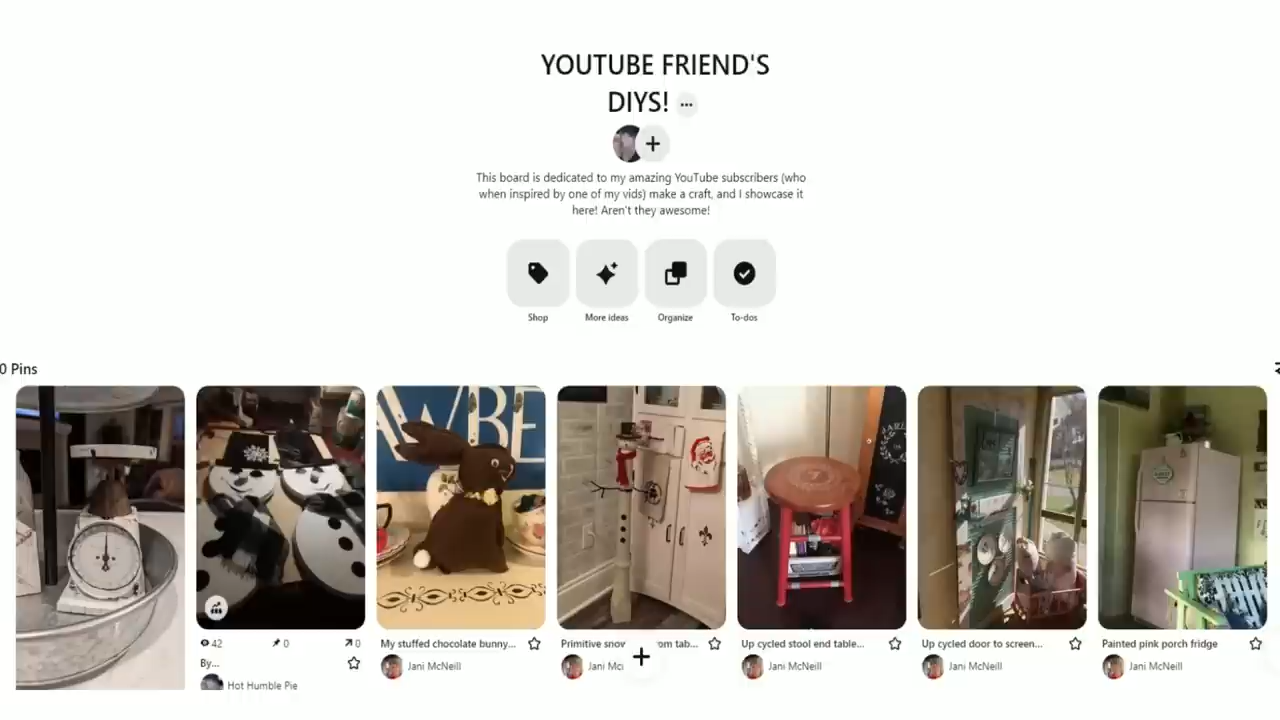 YOUTUBE FRIEND'S
DIYS!
This board is dedicated to my amazing YouTube subscribers (who
when inspired by one of my vids) make a craft, and I showcase it
here! Aren't they awesome!
Shop
More ideas
Organize
To-dos
0 Pins
42
0
0
By...
Hot Humble Pie
My stuffed chocolate bunny...
Jani McNeill
Primitive snow om tab...
Jani Mc
Up cycled stool end table...
Jani McNeill
Up cycled door to screen...
Jani McNeill
Painted pink porch fridge
Jani McNeill